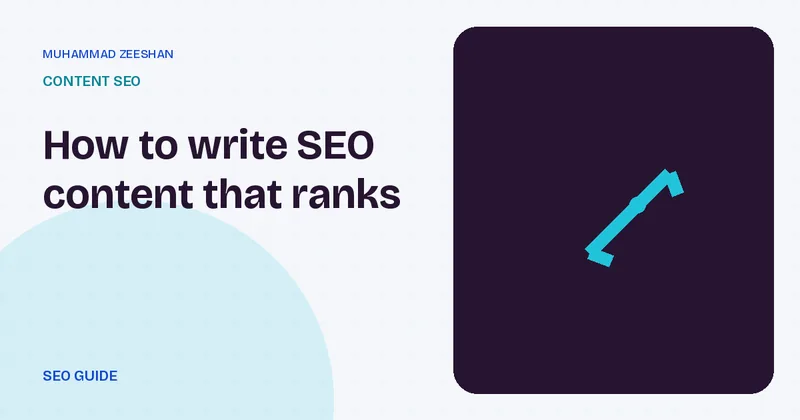 MUHAMMAD ZEESHAN
CONTENT SEO
How to write SEO
content that ranks
SEO GUIDE